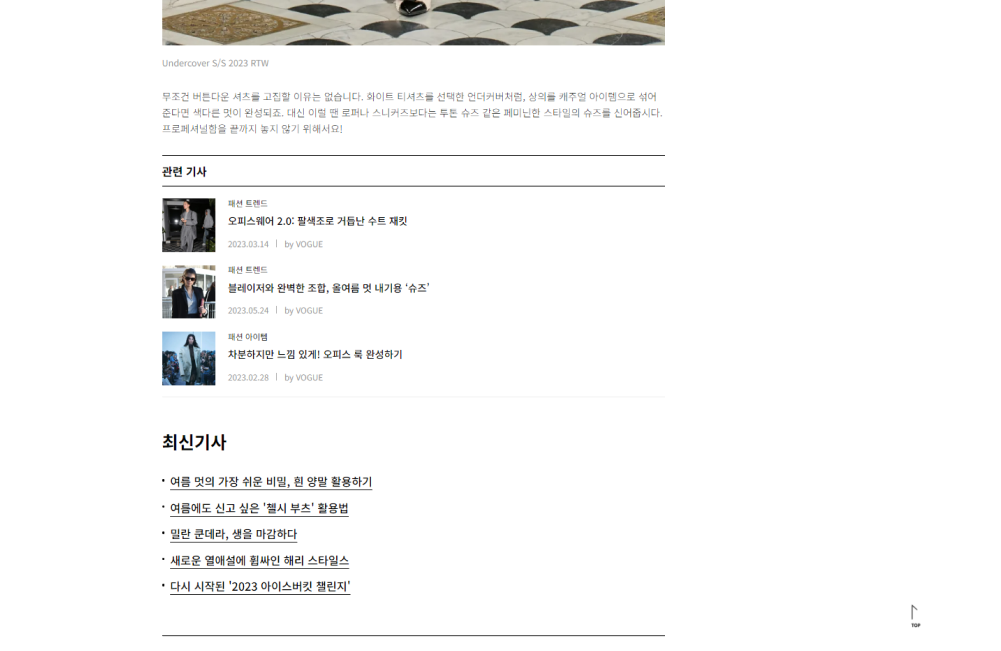 Undercover S/S 2023 RTW
무조건 버튼다운 셔츠를 고집할 이유는 없습니다. 화이트 티셔츠를 선택한 언더커버처럼, 상의를 캐주얼 아이템으로 섞어
준다면 색다른 멋이 완성되죠. 대신 이럴 땐 로퍼나 스니커즈보다는 투톤 슈즈 같은 페미닌한 스타일의 슈즈를 신어줍시다.
프로페셔널함을 끝까지 놓지 않기 위해서요!
관련 기사
패션 트렌드
오피스웨어 2.0: 팔색조로 거듭난 수트 재킷
2023.03.14 | by VOGUE
패션 트렌드
블레이저와 완벽한 조합, 올여름 멋 내기용 ‘슈즈’
2023.05.24 | by VOGUE
패션 아이템
차분하지만 느낌 있게! 오피스 룩 완성하기
2023.02.28 | by VOGUE
최신기사
• 여름 멋의 가장 쉬운 비밀, 흰 양말 활용하기
• 여름에도 신고 싶은 '첼시 부츠' 활용법
• 밀란 쿤데라, 생을 마감하다
• 새로운 열애설에 휩싸인 해리 스타일스
• 다시 시작된 '2023 아이스버킷 챌린지'
TOP